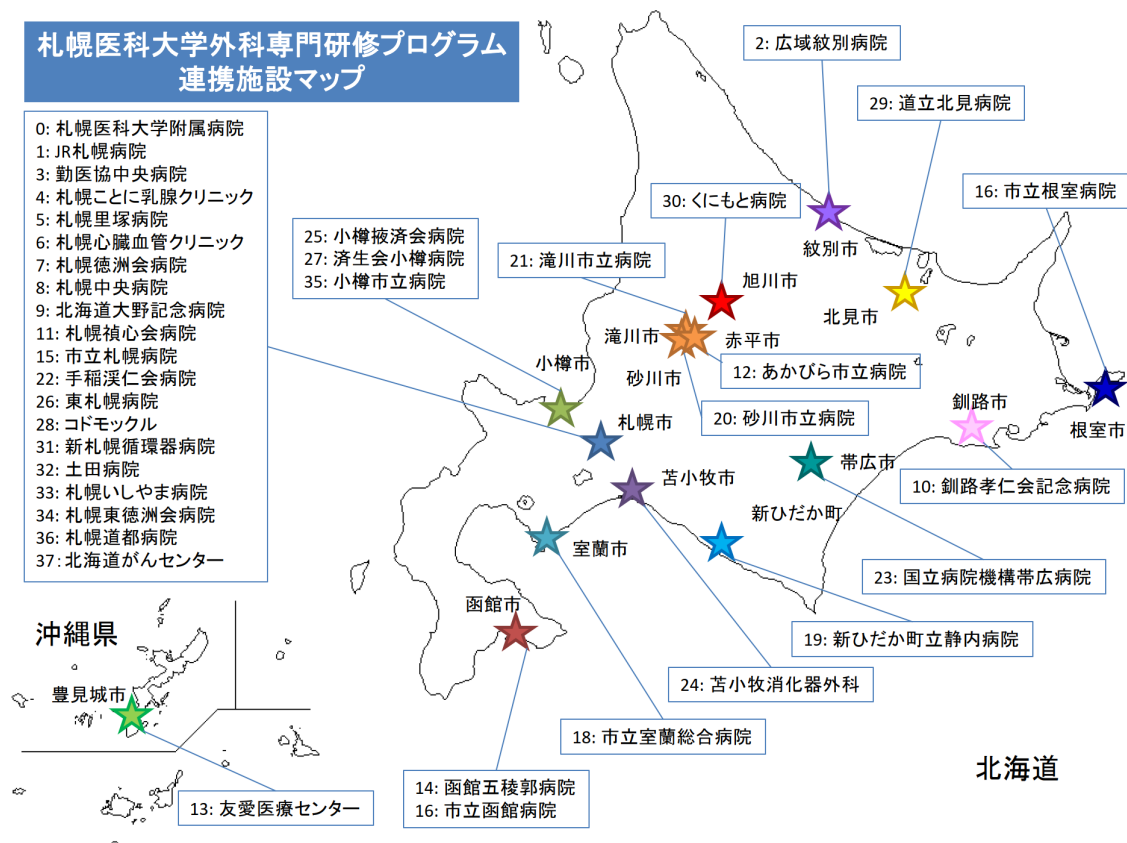 札幌医科大学外科専門研修プログラム
連携施設マップ
0: 札幌医科大学附属病院
1: JR札幌病院
3: 勤医協中央病院
4: 札幌ことに乳腺クリニック
5: 札幌里塚病院
6: 札幌心臓血管クリニック
7: 札幌徳洲会病院
8: 札幌中央病院
9: 北海道大野記念病院
11: 札幌禎心会病院
15: 市立札幌病院
22: 手稲渓仁会病院
26: 東札幌病院
28: コドモックル
31: 新札幌循環器病院
32: 土田病院
33: 札幌いしやま病院
34: 札幌東徳洲会病院
36: 札幌道都病院
37: 北海道がんセンター
2: 広域紋別病院
29: 道立北見病院
16: 市立根室病院
30: くにもと病院
25: 小樽掖済会病院
27: 済生会小樽病院
35: 小樽市立病院
21: 滝川市立病院
紋別市
旭川市
北見市
滝川市
赤平市
小樽市
砂川市
12: あかびら市立病院
20: 砂川市立病院
札幌市
釧路市
根室市
苫小牧市
帯広市
10: 釧路孝仁会記念病院
新ひだか町
室蘭市
23: 国立病院機構帯広病院
函館市
19: 新ひだか町立静内病院
24: 苫小牧消化器外科
18: 市立室蘭総合病院
14: 函館五稜郭病院
16: 市立函館病院
北海道
沖縄県
豊見城市
13: 友愛医療センター